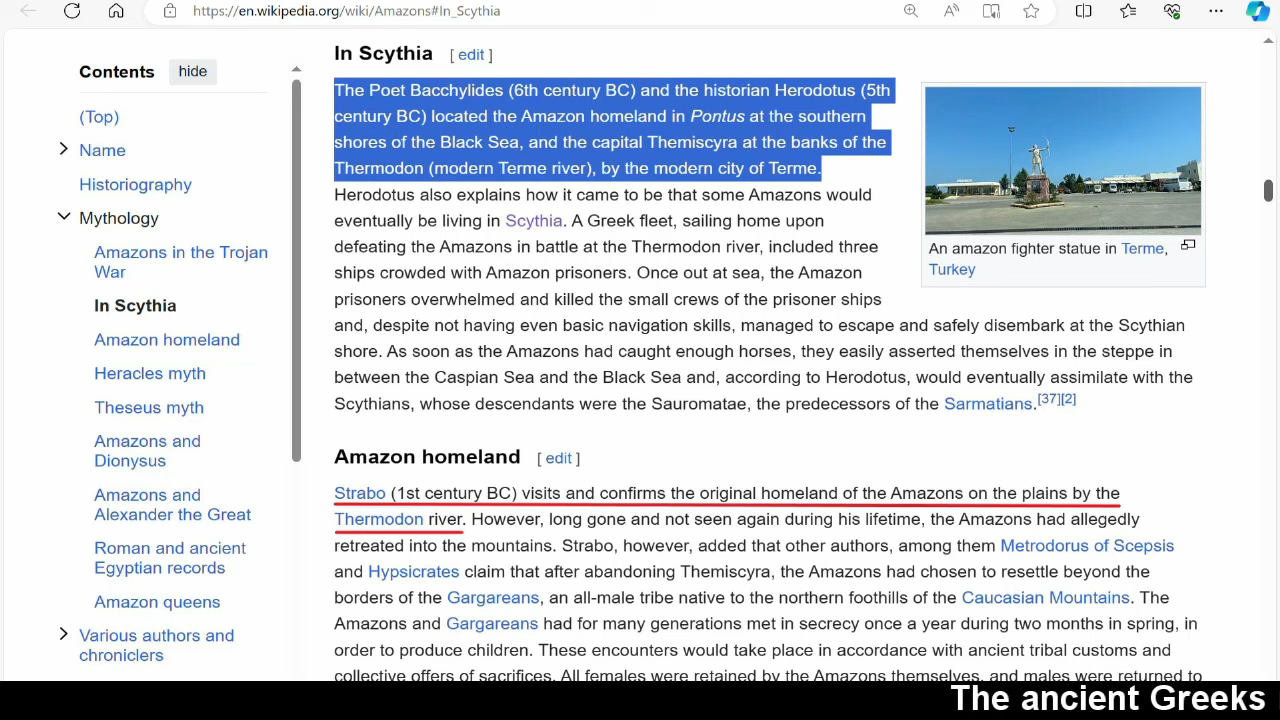 https://en.wikipedia.org/wiki/Amazons#In_Scythia
Contents hide
(Top)
Name
Historiography
Mythology
Amazons in the Trojan
War
In Scythia
Amazon homeland
Heracles myth
Theseus myth
Amazons and
Dionysus
Amazons and
Alexander the Great
Roman and ancient
Egyptian records
Amazon queens
Various authors and
chroniclers
In Scythia [ edit ]
The Poet Bacchylides (6th century BC) and the historian Herodotus (5th
century BC) located the Amazon homeland in Pontus at the southern
shores of the Black Sea, and the capital Themiscyra at the banks of the
Thermodon (modern Terme river), by the modern city of Terme.
Herodotus also explains how it came to be that some Amazons would
eventually be living in Scythia. A Greek fleet, sailing home upon
defeating the Amazons in battle at the Thermodon river, included three
ships crowded with Amazon prisoners. Once out at sea, the Amazon
prisoners overwhelmed and killed the small crews of the prisoner ships
and, despite not having even basic navigation skills, managed to escape and safely disembark at the Scythian
shore. As soon as the Amazons had caught enough horses, they easily asserted themselves in the steppe in
between the Caspian Sea and the Black Sea and, according to Herodotus, would eventually assimilate with the
Scythians, whose descendants were the Sauromatae, the predecessors of the Sarmatians.[37][2]
An amazon fighter statue in Terme,
Turkey
Amazon homeland [ edit ]
Strabo (1st century BC) visits and confirms the original homeland of the Amazons on the plains by the
Thermodon river. However, long gone and not seen again during his lifetime, the Amazons had allegedly
retreated into the mountains. Strabo, however, added that other authors, among them Metrodorus of Scepsis
and Hypsicrates claim that after abandoning Themiscyra, the Amazons had chosen to resettle beyond the
borders of the Gargareans, an all-male tribe native to the northern foothills of the Caucasian Mountains. The
Amazons and Gargareans had for many generations met in secrecy once a year during two months in spring, in
order to produce children. These encounters would take place in accordance with ancient tribal customs and
collective offers of sacrifices. All females were retained by the Amazons themselves, and males were returned to
The ancient Greeks